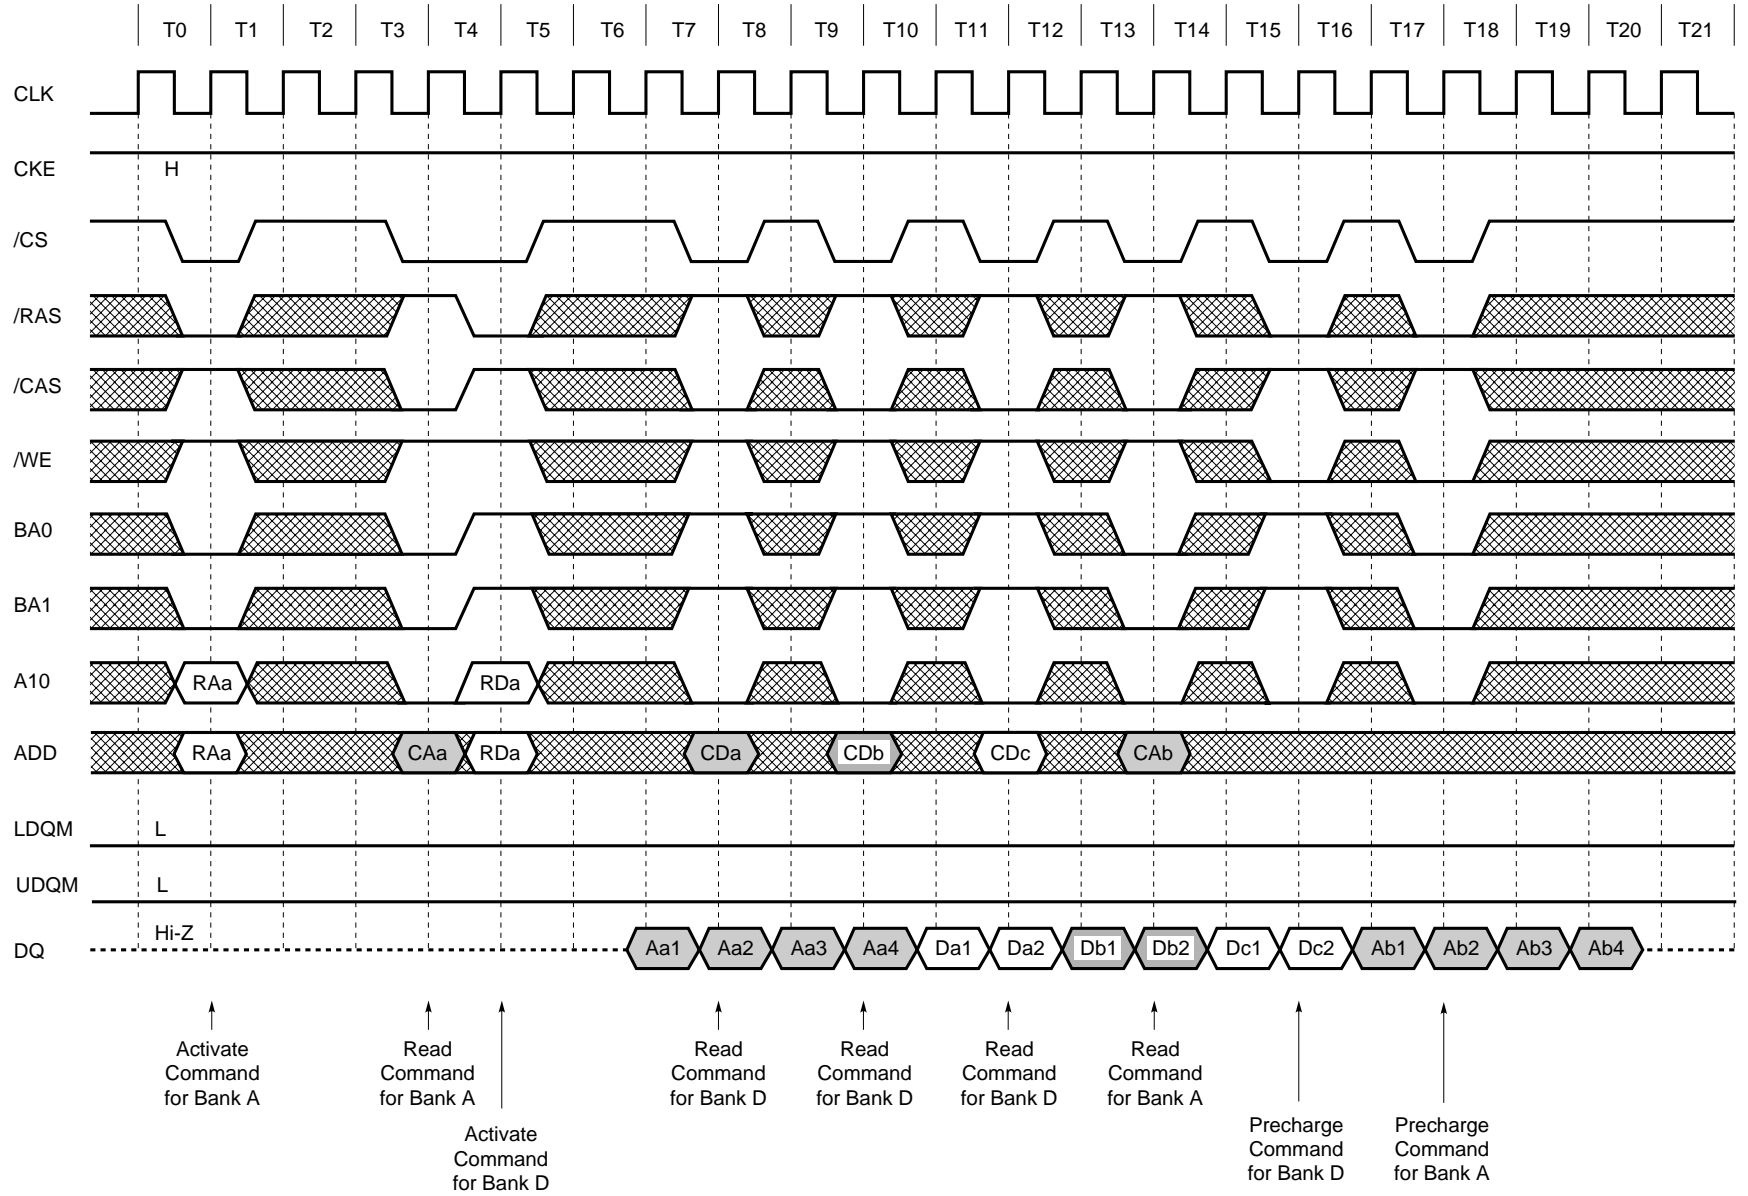 T0 T1 T2 T3 T4 T5 T6 T7 T8 T9 T10 T11 T12 T13 T14 T15 T16 T17 T18 T19 T20 T21
CLK
CKE H
/CS
/RAS
/CAS
/WE
BA0
BA1
A10 RAa RDa
ADD RAa CAa RDa CDa CDb CDc CAb
LDQM L
UDQM L
DQ Hi-Z Aa1 Aa2 Aa3 Aa4 Da1 Da2 Db1 Db2 Dc1 Dc2 Ab1 Ab2 Ab3 Ab4
Activate
Command
for Bank A
Read
Command
for Bank A
Activate
Command
for Bank D
Read
Command
for Bank D
Read
Command
for Bank D
Read
Command
for Bank D
Read
Command
for Bank A
Precharge
Command
for Bank D
Precharge
Command
for Bank A